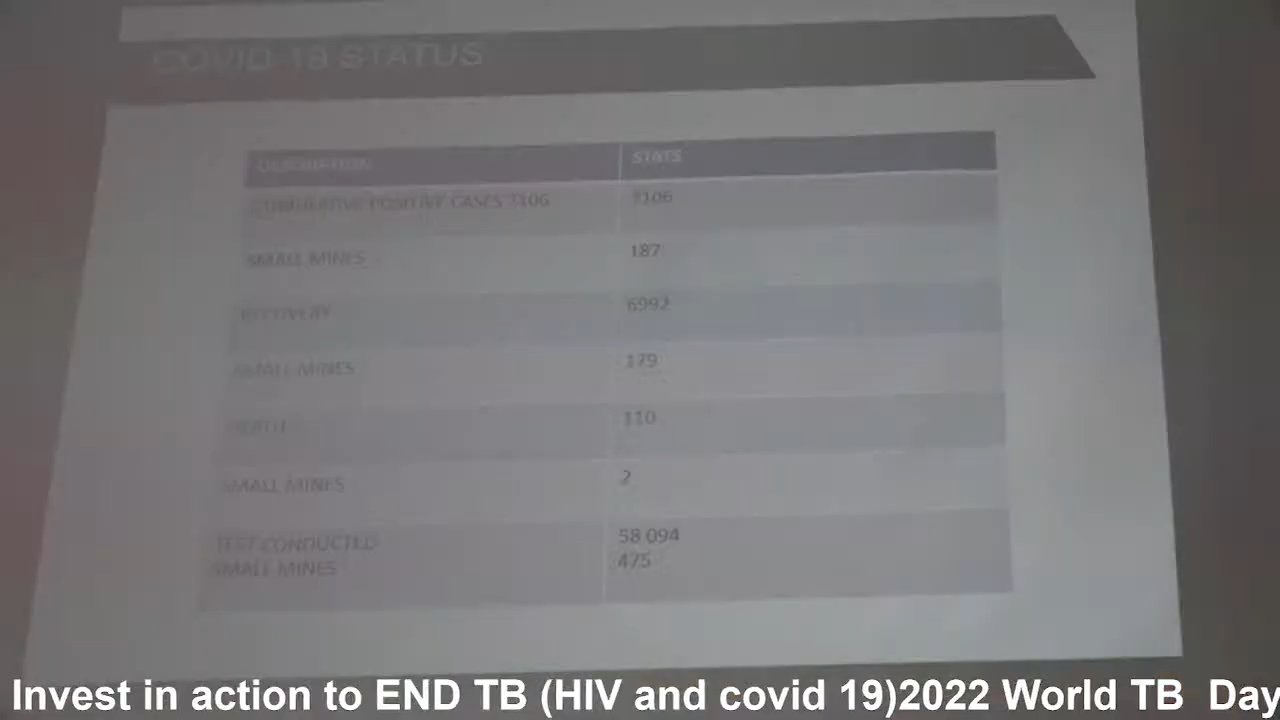 COVID-19 STATUS
DESCRIPTION STATS
CUMULATIVE POSITIVE CASES 7106 7106
SMALL MINES 187
RECOVERY 6992
SMALL MINES 179
DEATH 110
SMALL MINES 2
TEST CONDUCTED 58 094
SMALL MINES 475
Invest in action to END TB (HIV and covid 19)2022 World TB Day